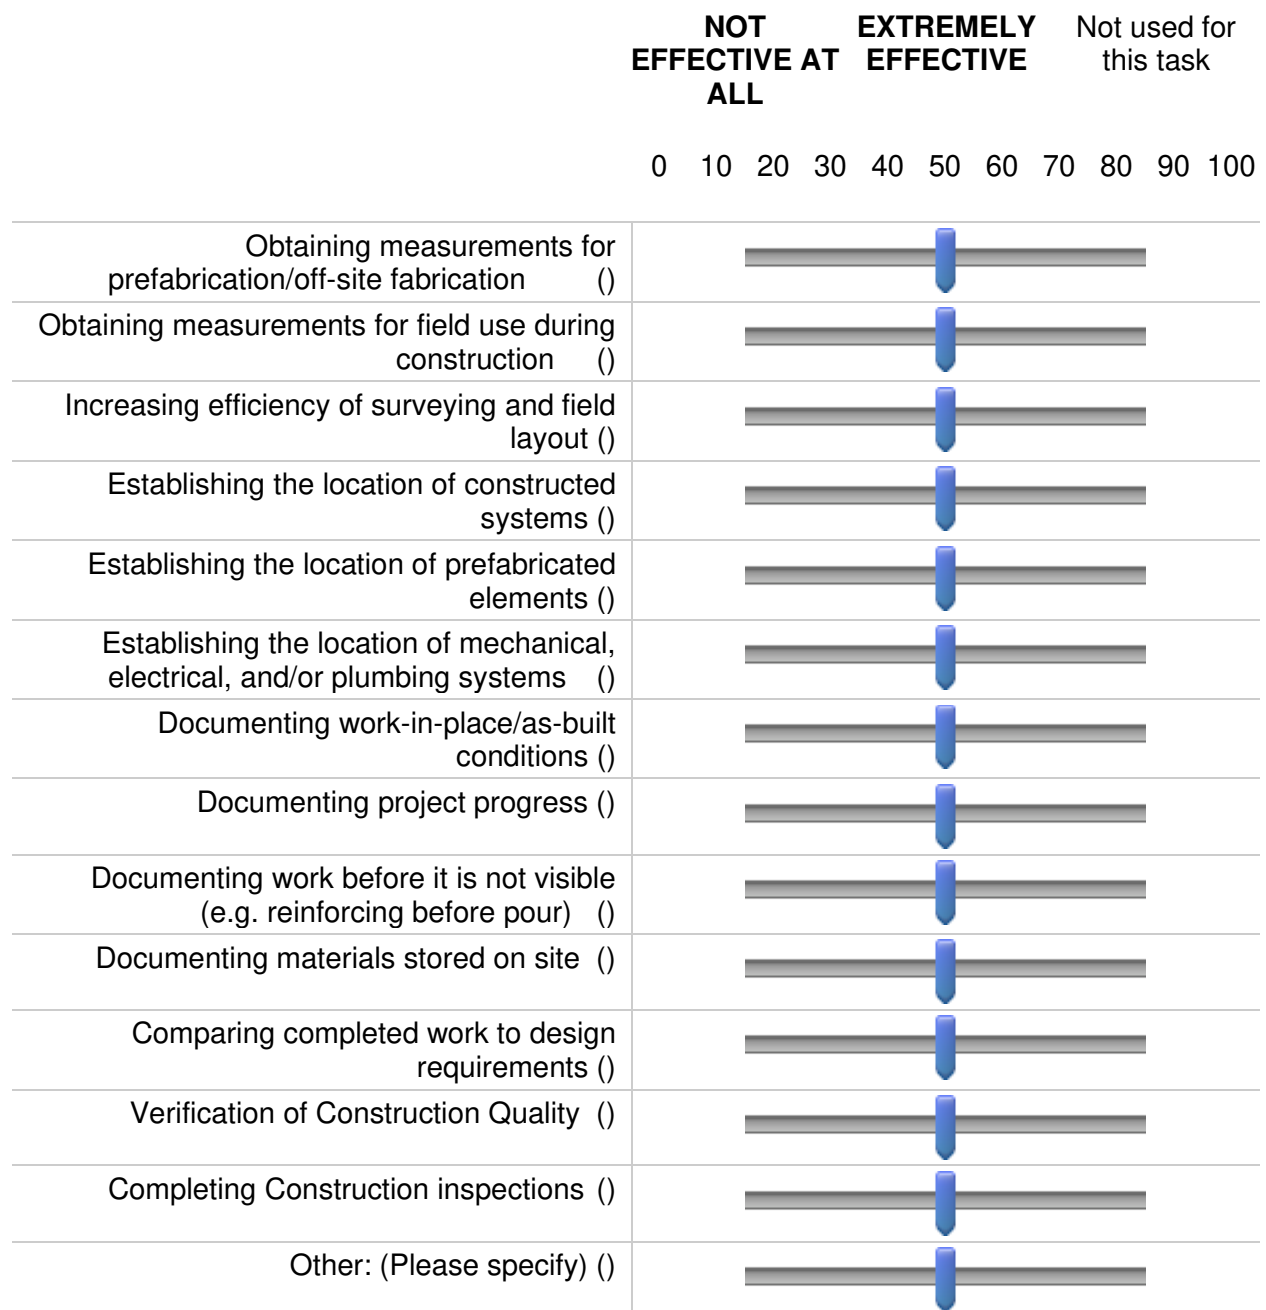 NOT EFFECTIVE AT ALL
EXTREMELY EFFECTIVE
Not used for this task
0 10 20 30 40 50 60 70 80 90 100
Obtaining measurements for
prefabrication/off-site fabrication ()
Obtaining measurements for field use during
construction ()
Increasing efficiency of surveying and field
layout ()
Establishing the location of constructed
systems ()
Establishing the location of prefabricated
elements ()
Establishing the location of mechanical,
electrical, and/or plumbing systems ()
Documenting work-in-place/as-built
conditions ()
Documenting project progress ()
Documenting work before it is not visible
(e.g. reinforcing before pour) ()
Documenting materials stored on site ()
Comparing completed work to design
requirements ()
Verification of Construction Quality ()
Completing Construction inspections ()
Other: (Please specify) ()